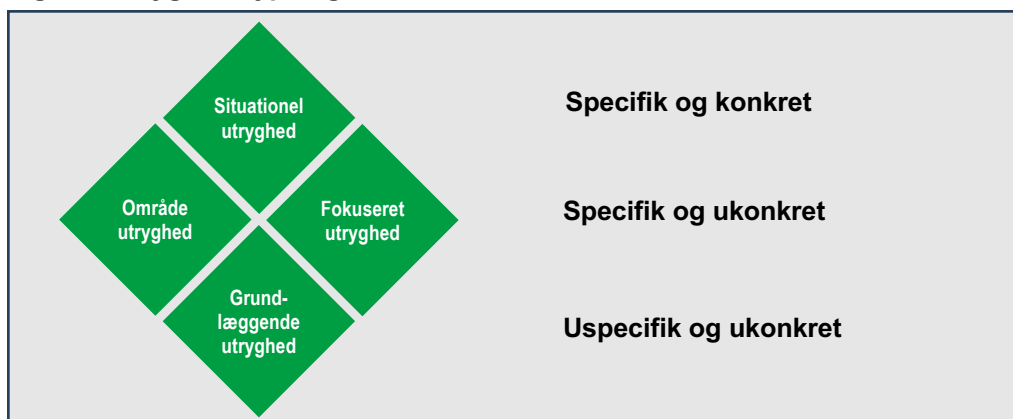 Situationel
utryghed
Specifik og konkret
Område
utryghed
Fokuseret
utryghed
Specifik og ukonkret
Grund-
læggende
utryghed
Uspecifik og ukonkret